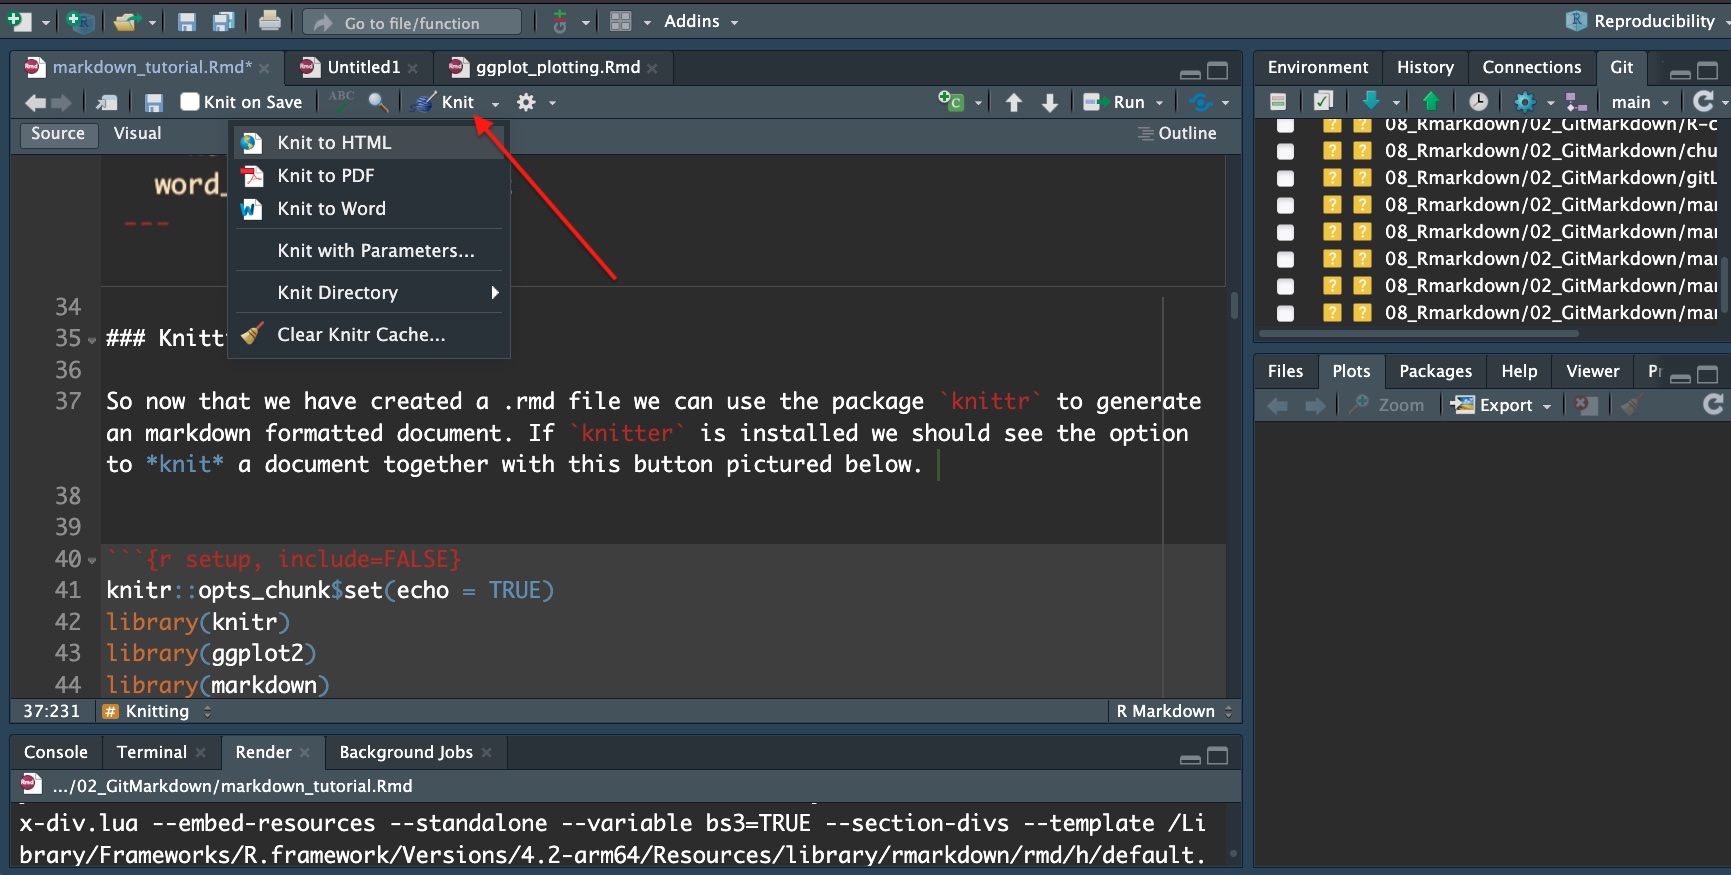 Go to file/function
Addins
Reproducibility
markdown_tutorial.Rmd*
Untitled1
ggplot_plotting.Rmd
Knit on Save
ABC
Knit
Run
Source
Visual
Outline
Knit to HTML
Knit to PDF
Knit to Word
Knit with Parameters...
Knit Directory
Clear Knitr Cache...
word_
---
34
35 ### Knitt
36
37 So now that we have created a .rmd file we can use the package `knittr` to generate
an markdown formatted document. If `knitter` is installed we should see the option
to *knit* a document together with this button pictured below.
38
39
40 ```{r setup, include=FALSE}
41 knitr::opts_chunk$set(echo = TRUE)
42 library(knitr)
43 library(ggplot2)
44 library(markdown)
37:231
# Knitting
R Markdown
Console
Terminal
Render
Background Jobs
.../02_GitMarkdown/markdown_tutorial.Rmd
x-div.lua --embed-resources --standalone --variable bs3=TRUE --section-divs --template /Li
brary/Frameworks/R.framework/Versions/4.2-arm64/Resources/library/rmarkdown/rmd/h/default.
Environment
History
Connections
Git
main
? ? 08_Rmarkdown/02_GitMarkdown/R-c
? ? 08_Rmarkdown/02_GitMarkdown/chu
? ? 08_Rmarkdown/02_GitMarkdown/gitL
? ? 08_Rmarkdown/02_GitMarkdown/mar
? ? 08_Rmarkdown/02_GitMarkdown/mar
? ? 08_Rmarkdown/02_GitMarkdown/mar
? ? 08_Rmarkdown/02_GitMarkdown/mar
? ? 08_Rmarkdown/02_GitMarkdown/mar
Files
Plots
Packages
Help
Viewer
Pr
Zoom
Export